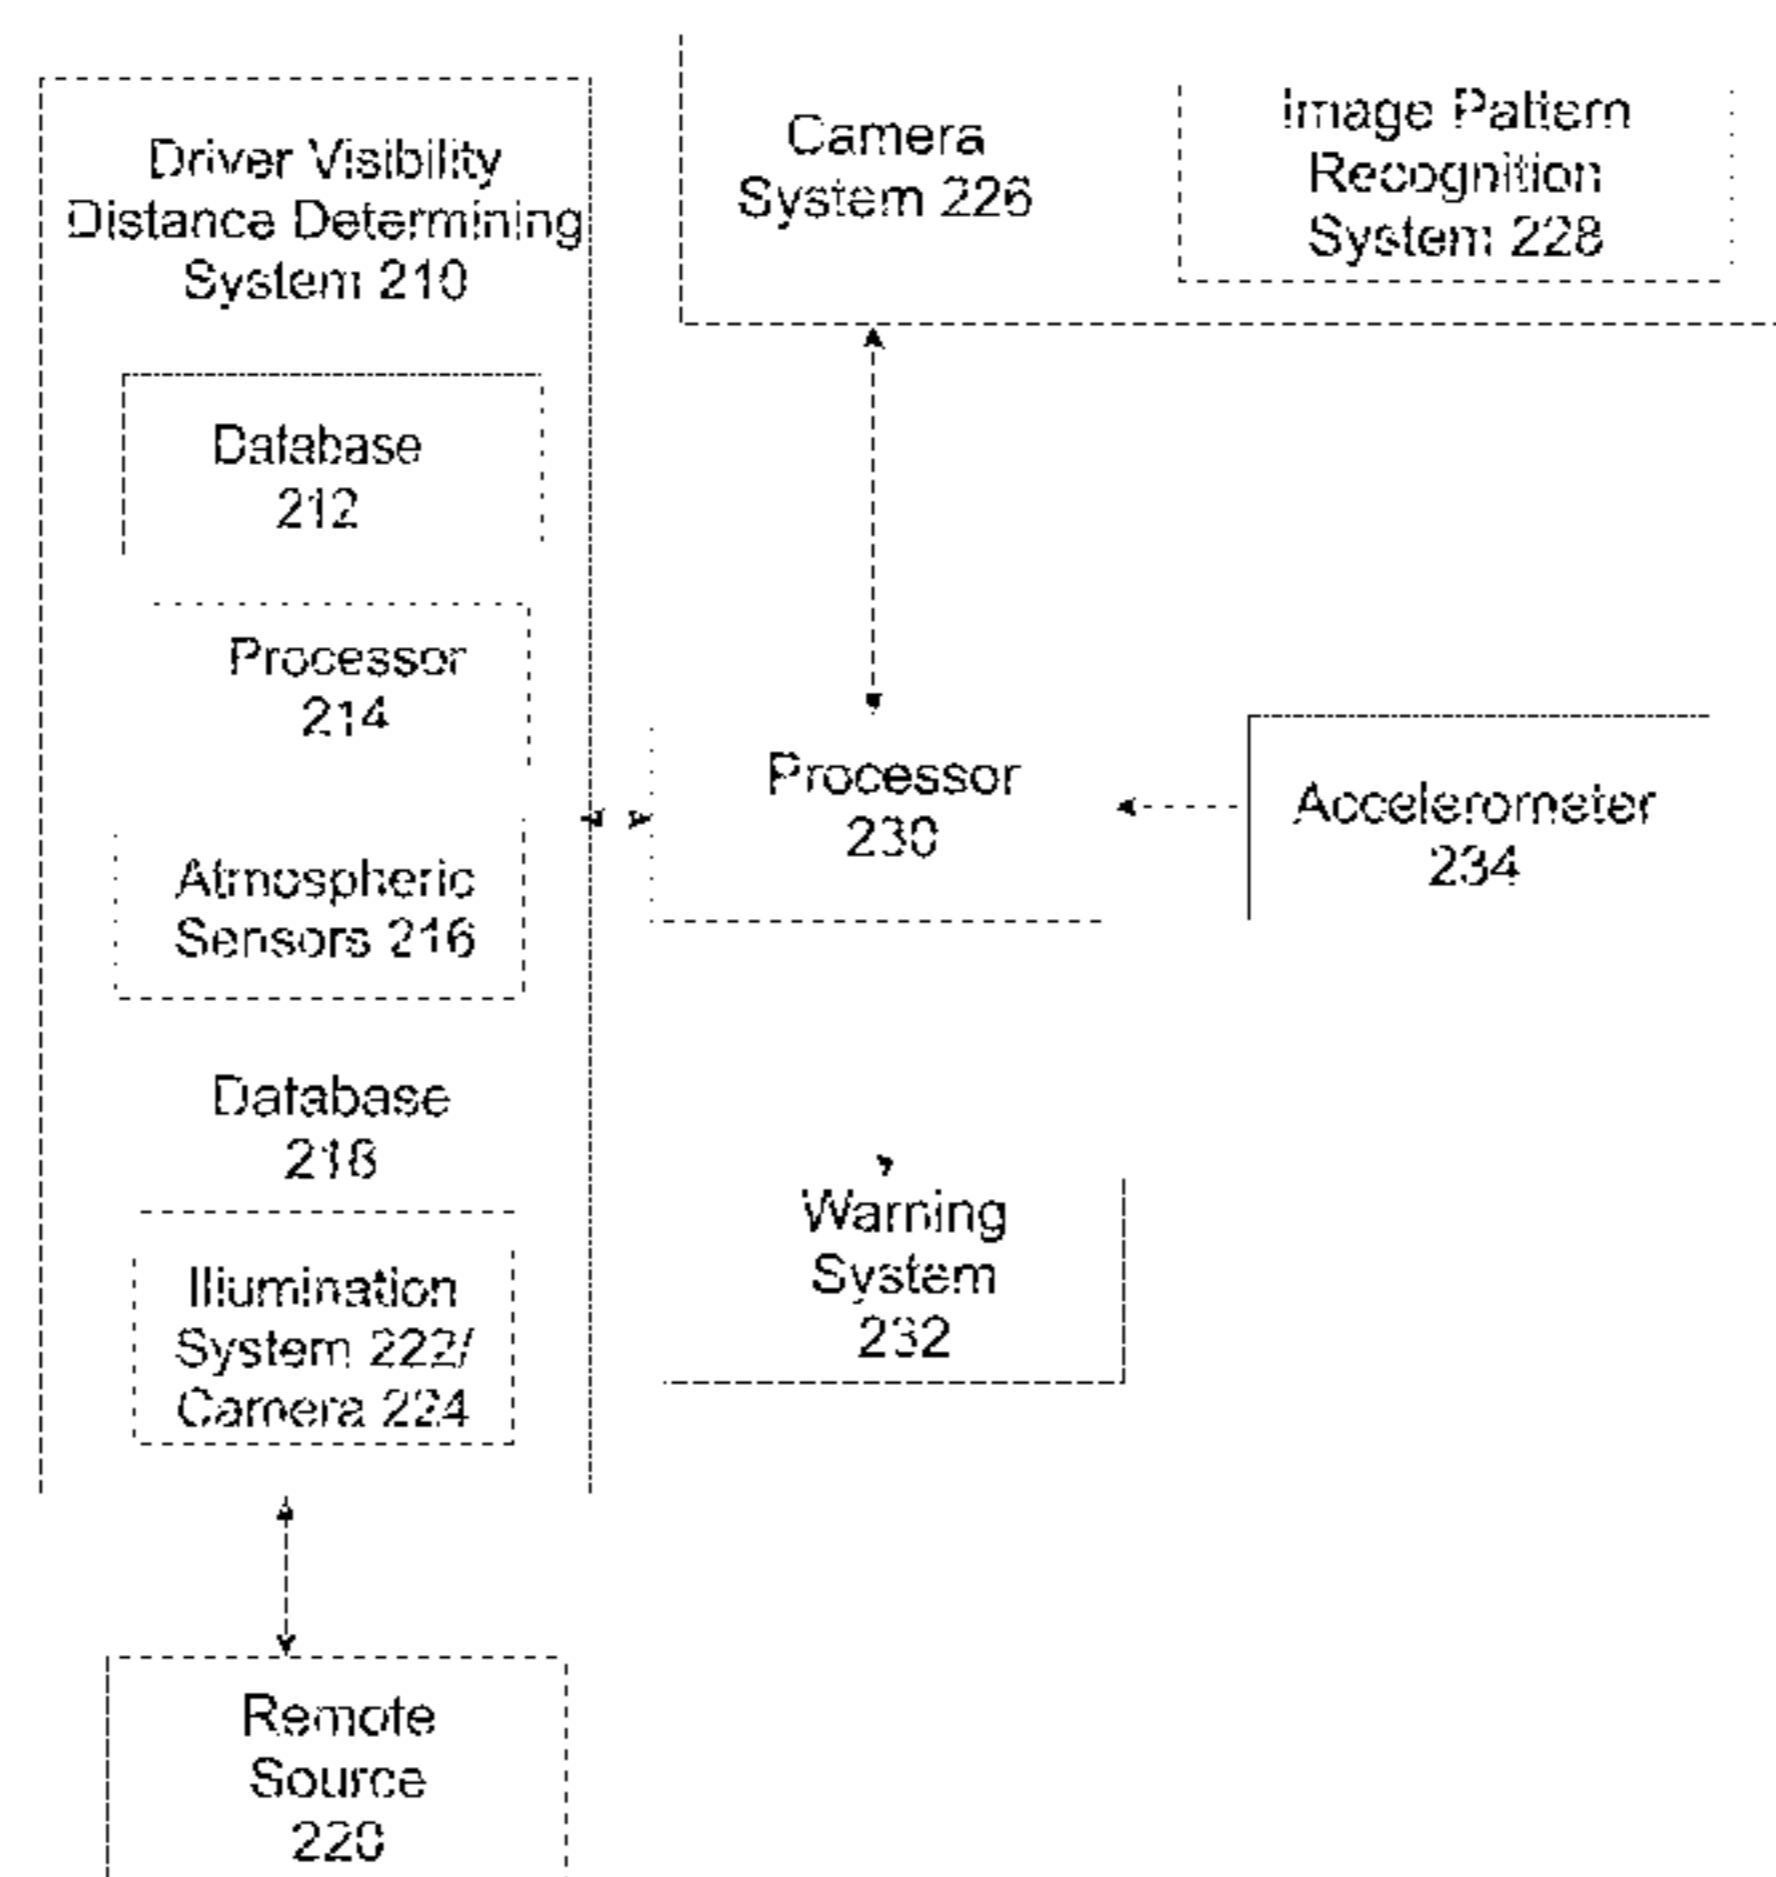 Driver Visibility
Distance Determining
System 210
Database
212
Processor
214
Atmospheric
Sensors 216
Database
218
Illumination
System 222/
Camera 224
Remote
Source
220
Camera
System 226
Image Pattern
Recognition
System 228
Processor
230
Accelerometer
234
Warning
System
232